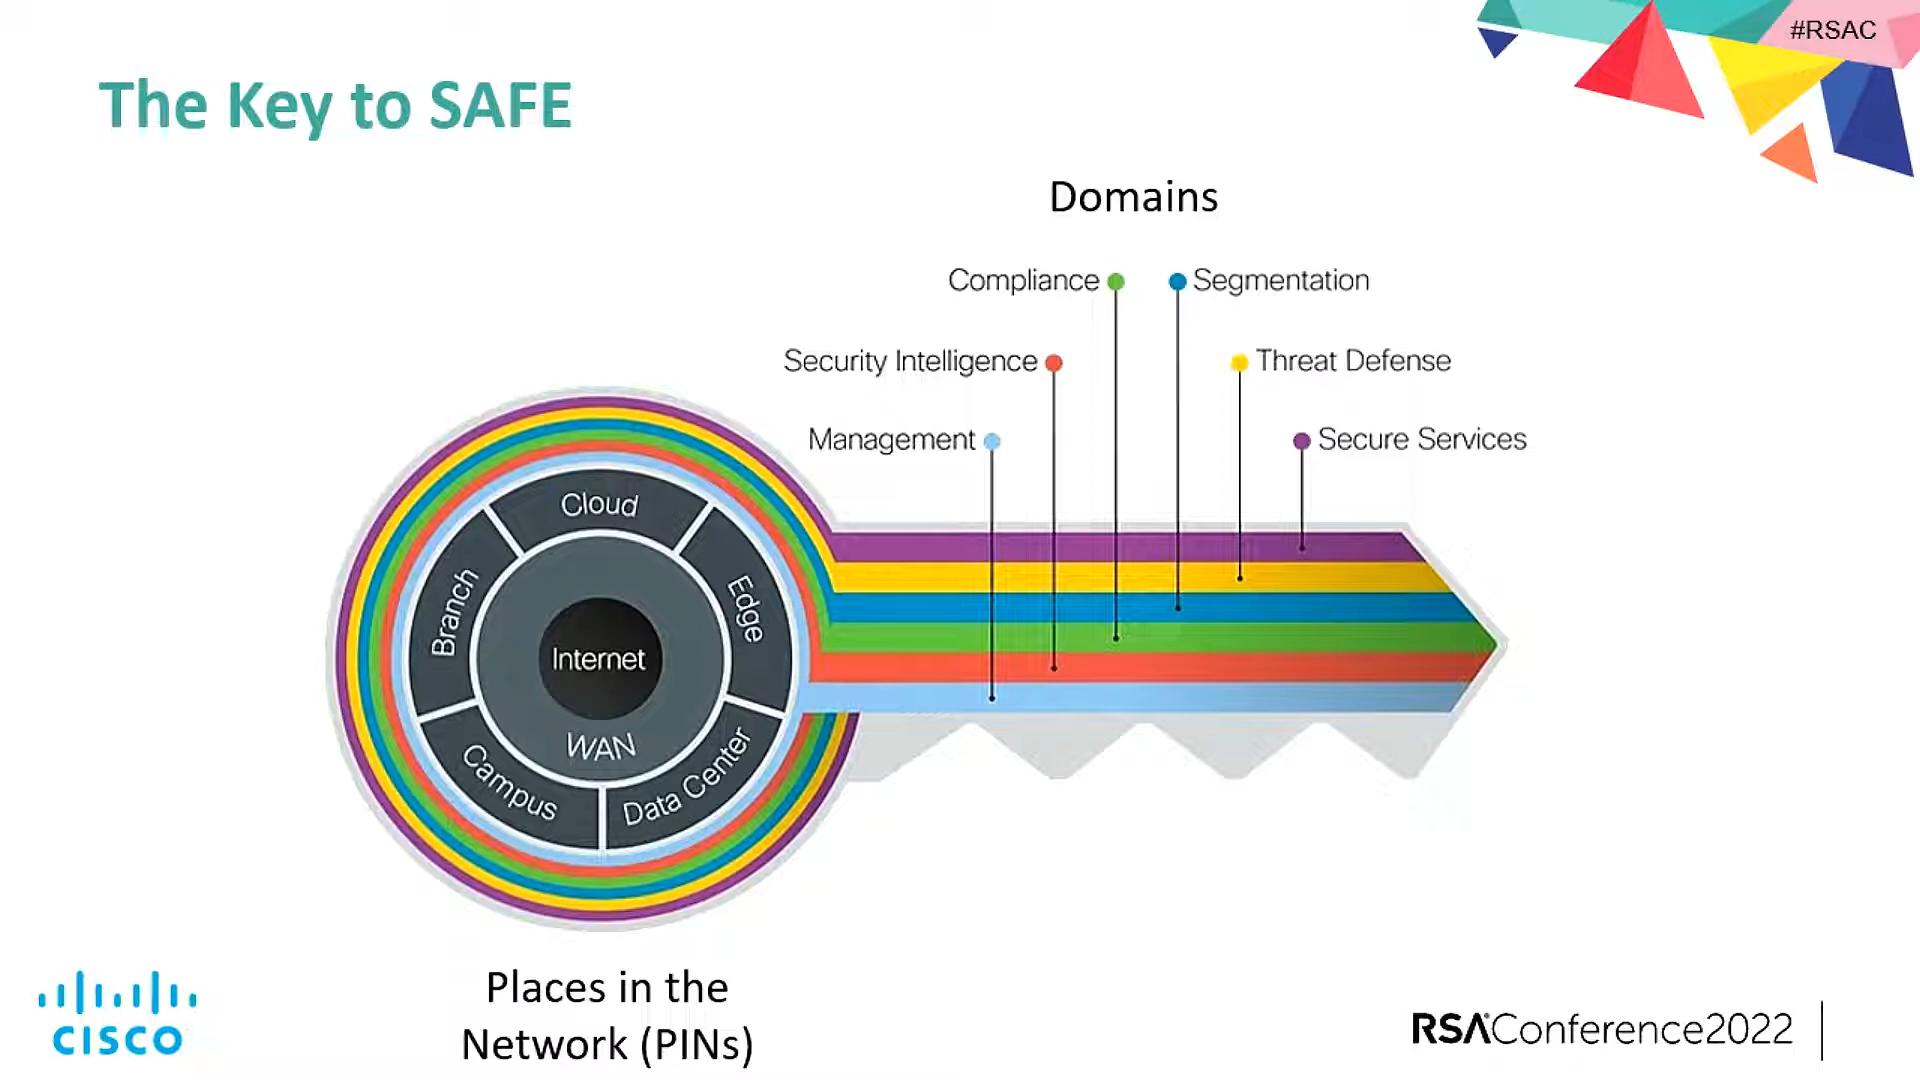 #RSAC
The Key to SAFE
Domains
Compliance
Segmentation
Security Intelligence
Threat Defense
Management
Secure Services
Cloud
Branch
Edge
Internet
WAN
Campus
Data Center
Places in the
Network (PINs)
CISCO
RSAConference2022